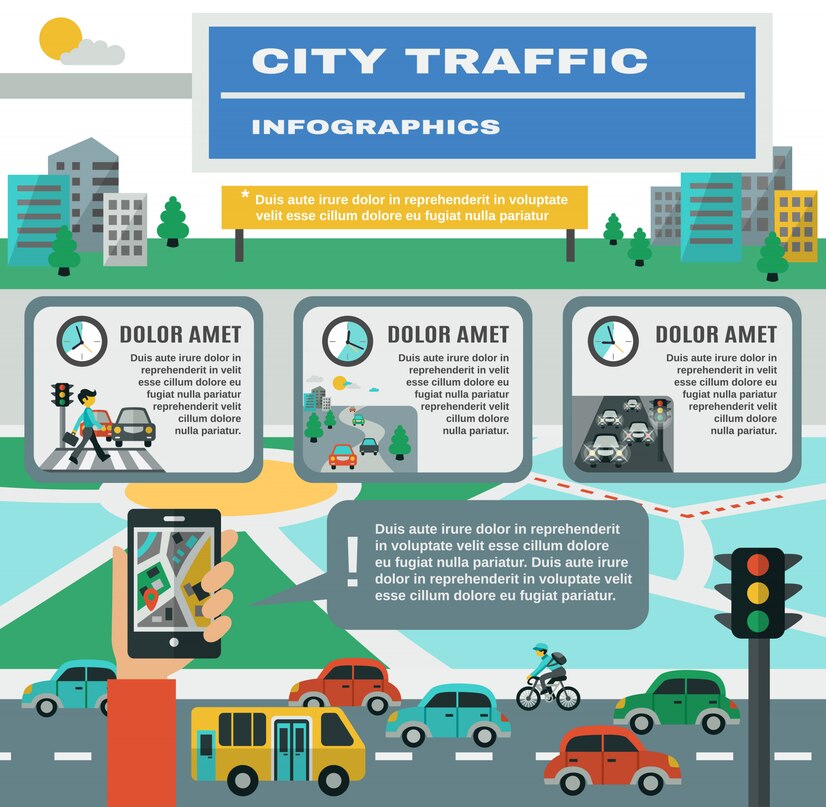 CITY TRAFFIC
INFOGRAPHICS
* Duis aute irure dolor in reprehenderit in voluptate
velit esse cillum dolore eu fugiat nulla pariatur
DOLOR AMET
Duis aute irure dolor in
reprehenderit in velit
esse cillum dolore eu
fugiat nulla pariatur
reprehenderit velit
cillum dolore
nulla pariatur.
DOLOR AMET
Duis aute irure dolor in
reprehenderit in velit
esse cillum dolore eu
fugiat nulla pariatur
reprehenderit velit
cillum dolore
nulla pariatur.
DOLOR AMET
Duis aute irure dolor in
reprehenderit in velit
esse cillum dolore eu
fugiat nulla pariatur
reprehenderit velit
cillum dolore
nulla pariatur.
!
Duis aute irure dolor in reprehenderit
in voluptate velit esse cillum dolore
eu fugiat nulla pariatur. Duis aute irure
dolor in reprehenderit in voluptate velit
esse cillum dolore eu fugiat pariatur.